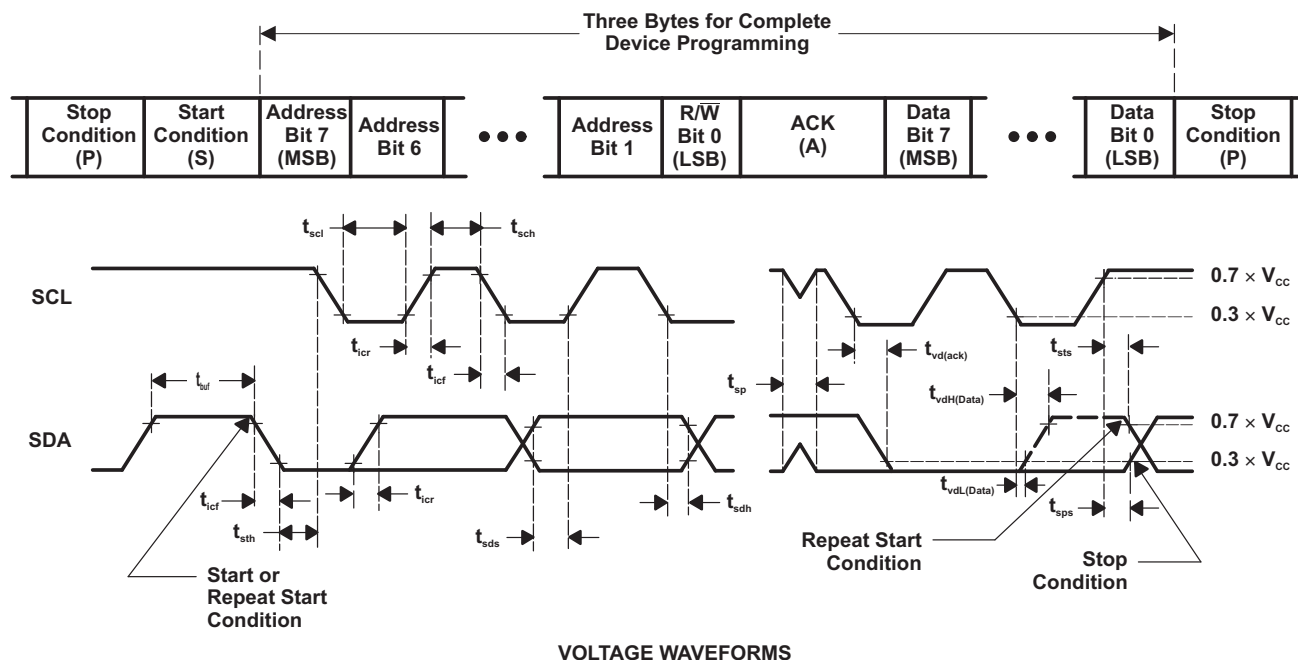 Three Bytes for Complete
Device Programming
Stop
Condition
(P)
Start
Condition
(S)
Address
Bit 7
(MSB)
Address
Bit 6
•••
Address
Bit 1
R/W̅
Bit 0
(LSB)
ACK
(A)
Data
Bit 7
(MSB)
•••
Data
Bit 0
(LSB)
Stop
Condition
(P)
tscl
tsch
SCL
0.7 × VCC
0.3 × VCC
ticr
ticf
tvd(ack)
tsts
tbuf
tsp
tvdH(Data)
SDA
0.7 × VCC
0.3 × VCC
ticf
ticr
tsth
tsds
tsdh
tvdL(Data)
tsps
Start or
Repeat Start
Condition
Repeat Start
Condition
Stop
Condition
VOLTAGE WAVEFORMS